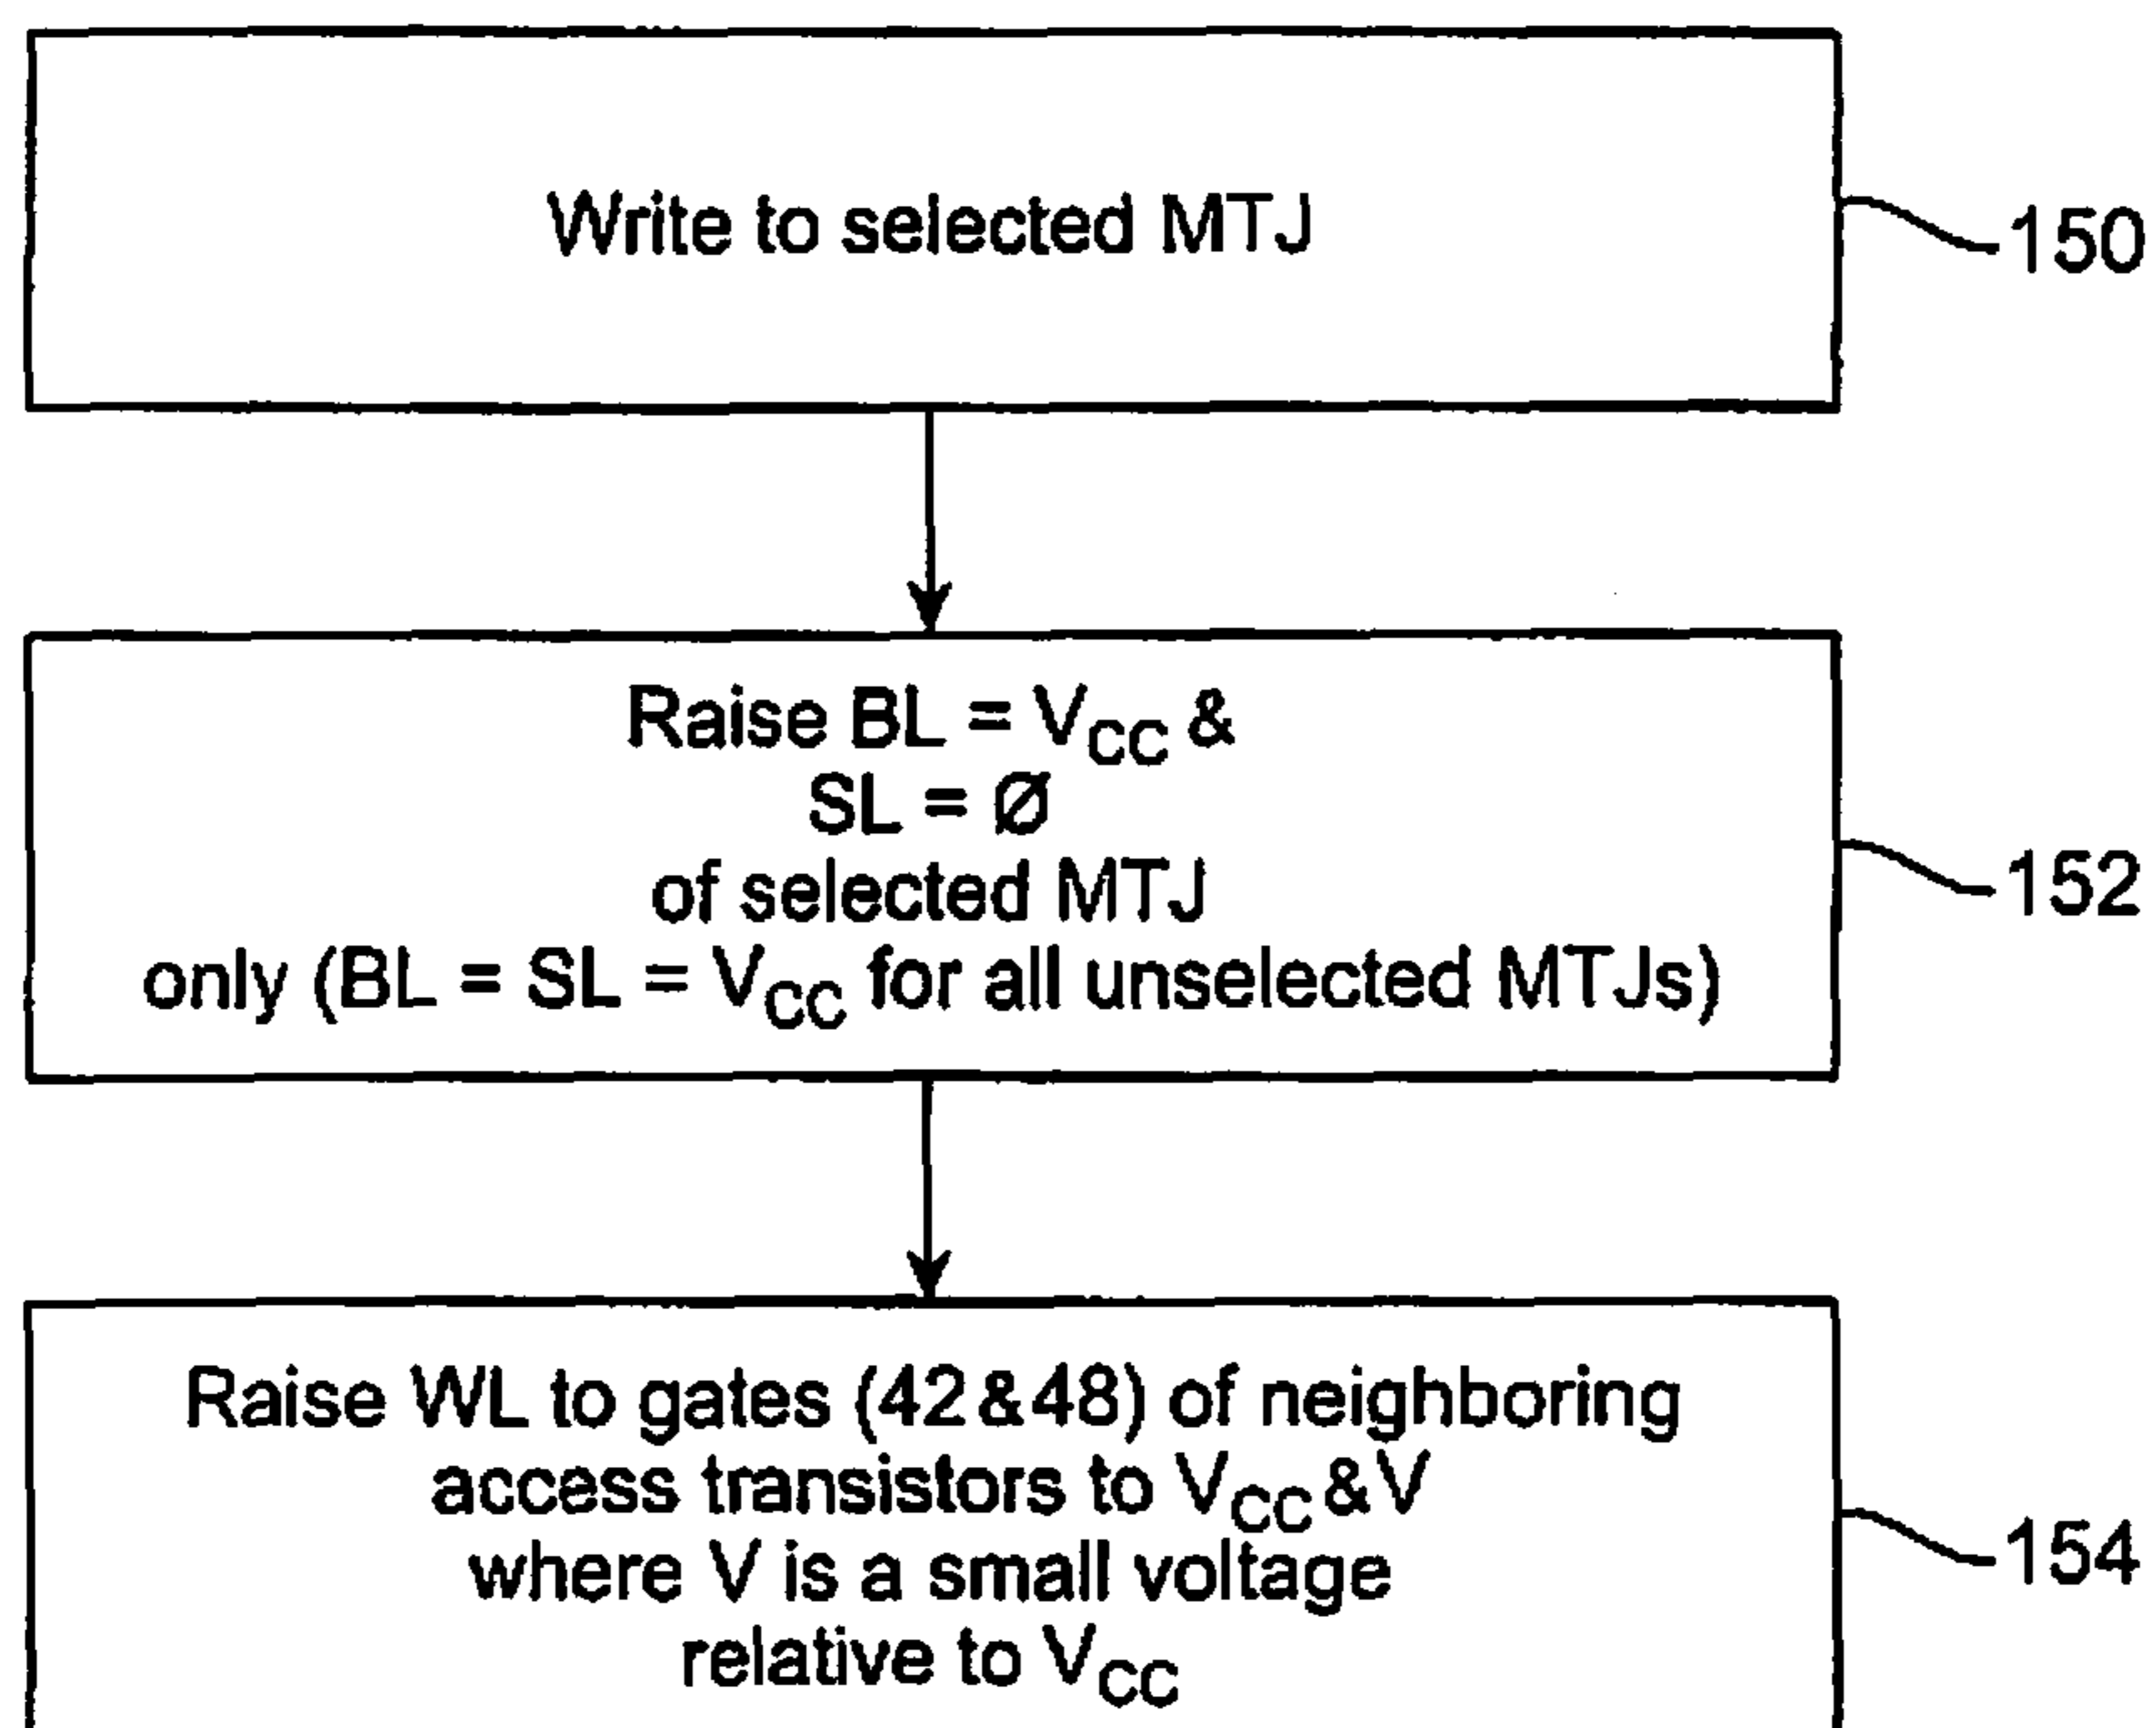 Write to selected MTJ
150
Raise BL = VCC &
SL = Ø
of selected MTJ
only (BL = SL = VCC for all unselected MTJs)
152
Raise WL to gates (42&48) of neighboring
access transistors to VCC &V
where V is a small voltage
relative to VCC
154